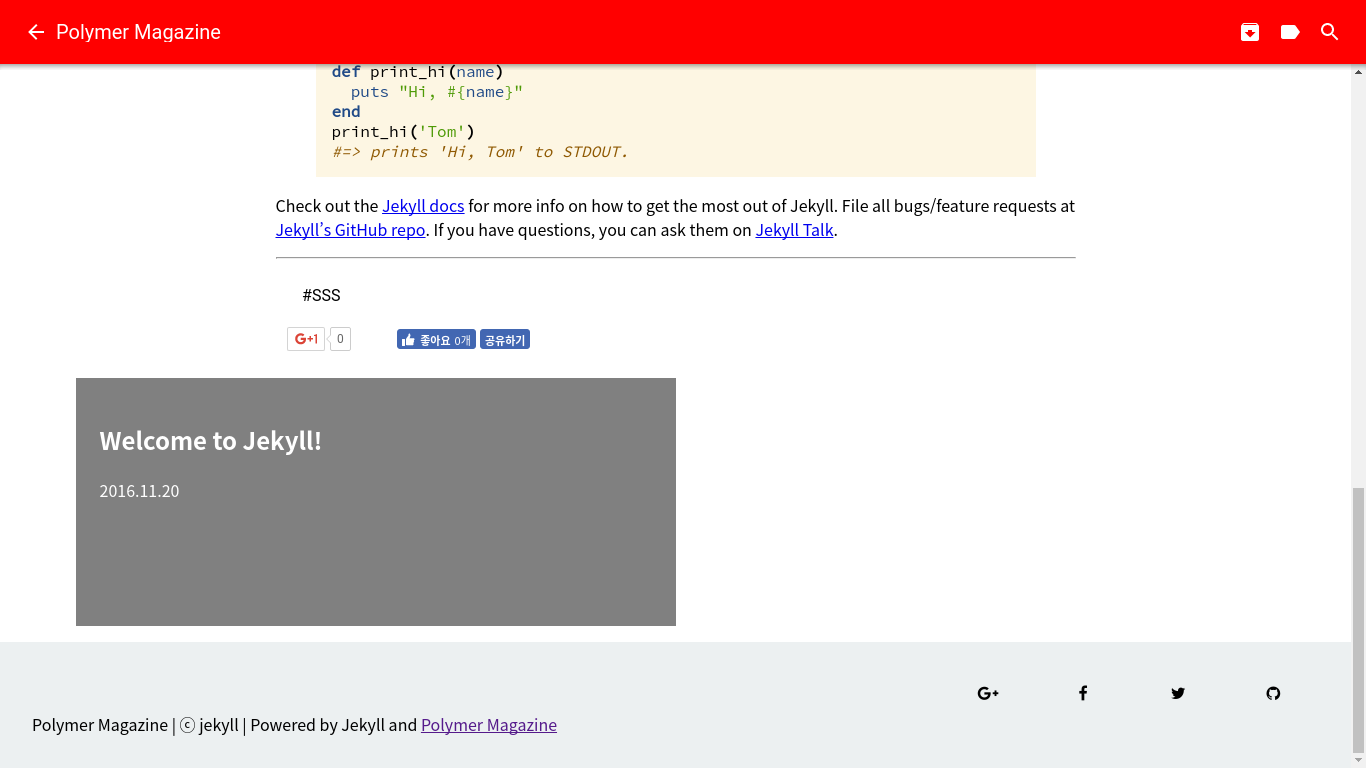 Polymer Magazine
def print_hi(name)
puts "Hi, #{name}"
end
print_hi('Tom')
#=> prints 'Hi, Tom' to STDOUT.
Check out the Jekyll docs for more info on how to get the most out of Jekyll. File all bugs/feature requests at
Jekyll’s GitHub repo. If you have questions, you can ask them on Jekyll Talk.
#SSS
G+1 0 좋아요 0개 공유하기
Welcome to Jekyll!
2016.11.20
G+
Polymer Magazine | ⓒ jekyll | Powered by Jekyll and Polymer Magazine